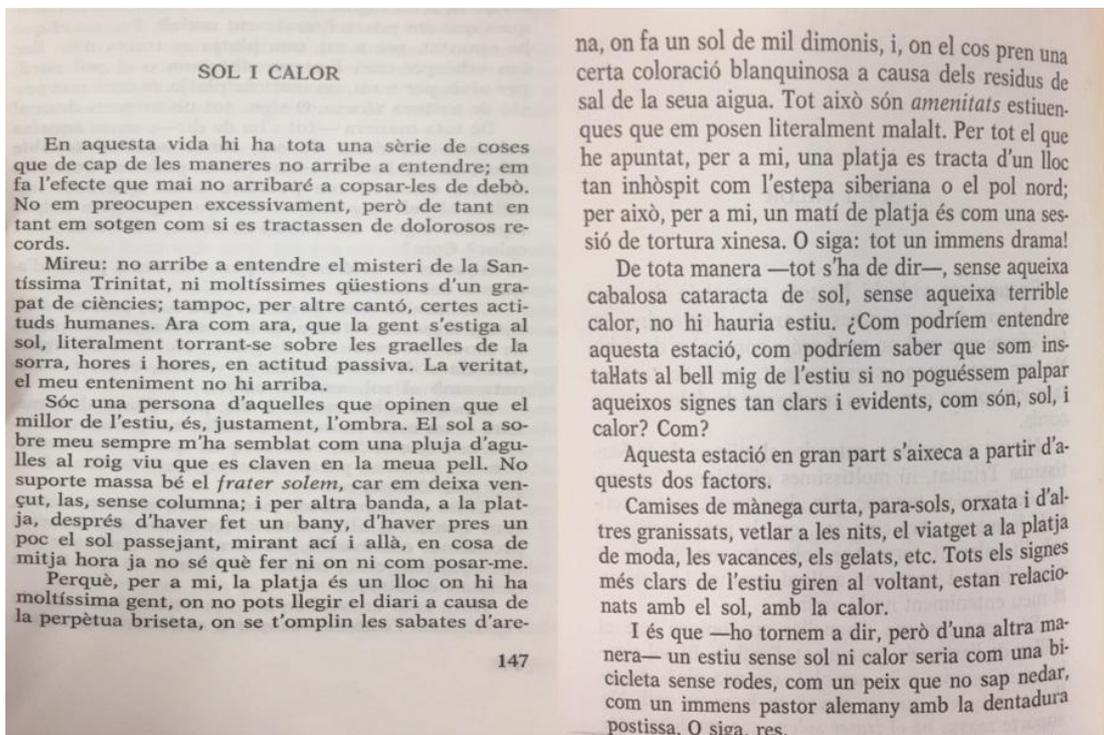 SOL I CALOR
En aquesta vida hi ha tota una sèrie de coses
que de cap de les maneres no arribe a entendre; em
fa l'efecte que mai no arribaré a copsar-les de debò.
No em preocupen excessivament, però de tant en
tant em sotgen com si es tractassen de dolorosos re-
cords.
Mireu: no arribe a entendre el misteri de la San-
tíssima Trinitat, ni moltíssimes qüestions d'un gra-
pat de ciències; tampoc, per altre cantó, certes acti-
tuds humanes. Ara com ara, que la gent s'estiga al
sol, literalment torrant-se sobre les graelles de la
sorra, hores i hores, en actitud passiva. La veritat,
el meu enteniment no hi arriba.
Sóc una persona d'aquelles que opinen que el
millor de l'estiu, és, justament, l'ombra. El sol a so-
bre meu sempre m'ha semblat com una pluja d'agu-
lles al roig viu que es claven en la meua pell. No
suporte massa bé el frater solem, car em deixa ven-
çut, las, sense columna; i per altra banda, a la plat-
ja, després d'haver fet un bany, d'haver pres un
poc el sol passejant, mirant ací i allà, en cosa de
mitja hora ja no sé què fer ni on ni com posar-me.
Perquè, per a mi, la platja és un lloc on hi ha
moltíssima gent, on no pots llegir el diari a causa de
la perpètua briseta, on se t'omplin les sabates d'are-
147
na, on fa un sol de mil dimonis, i, on el cos pren una
certa coloració blanquinosa a causa dels residus de
sal de la seua aigua. Tot això són amenitats estiuen-
ques que em posen literalment malalt. Per tot el que
he apuntat, per a mi, una platja es tracta d'un lloc
tan inhòspit com l'estepa siberiana o el pol nord;
per això, per a mi, un matí de platja és com una ses-
sió de tortura xinesa. O siga: tot un immens drama!
De tota manera —tot s'ha de dir—, sense aqueixa
cabalosa cataracta de sol, sense aqueixa terrible
calor, no hi hauria estiu. ¿Com podríem entendre
aquesta estació, com podríem saber que som ins-
taŀlats al bell mig de l'estiu si no poguéssem palpar
aqueixos signes tan clars i evidents, com són, sol, i
calor? Com?
Aquesta estació en gran part s'aixeca a partir d'a-
quests dos factors.
Camises de mànega curta, para-sols, orxata i d'al-
tres granissats, vetlar a les nits, el viatget a la platja
de moda, les vacances, els gelats, etc. Tots els signes
més clars de l'estiu giren al voltant, estan relacio-
nats amb el sol, amb la calor.
I és que —ho tornem a dir, però d'una altra ma-
nera— un estiu sense sol ni calor seria com una bi-
cicleta sense rodes, com un peix que no sap nedar,
com un immens pastor alemany amb la dentadura
postissa. O siga, res.